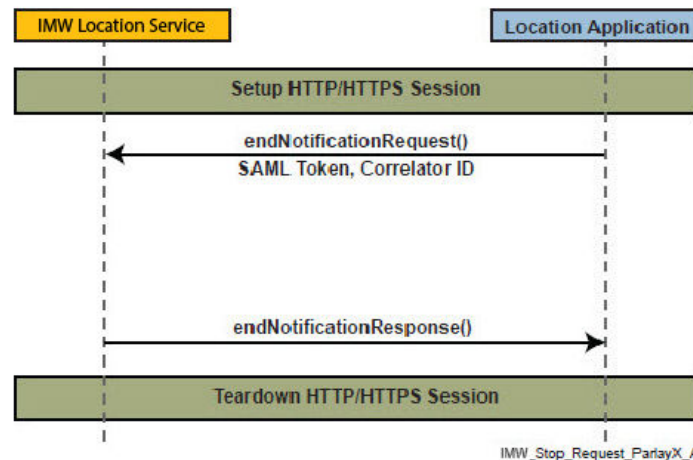 IMW Location Service
Location Application
Setup HTTP/HTTPS Session
endNotificationRequest()
SAML Token, Correlator ID
endNotificationResponse()
Teardown HTTP/HTTPS Session
IMW_Stop_Request_ParlayX_A